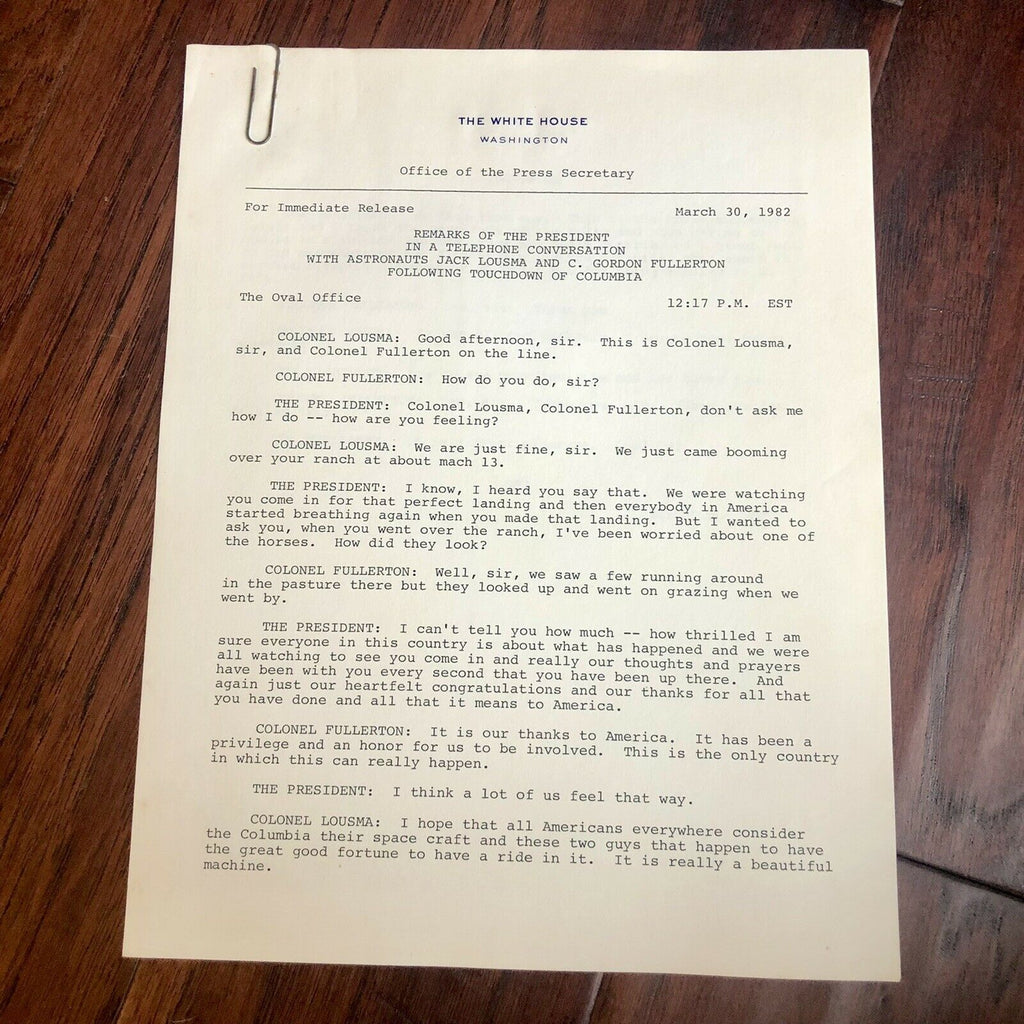 THE WHITE HOUSE
WASHINGTON
Office of the Press Secretary
For Immediate Release March 30, 1982
REMARKS OF THE PRESIDENT
IN A TELEPHONE CONVERSATION
WITH ASTRONAUTS JACK LOUSMA AND C. GORDON FULLERTON
FOLLOWING TOUCHDOWN OF COLUMBIA
The Oval Office 12:17 P.M. EST
COLONEL LOUSMA: Good afternoon, sir. This is Colonel Lousma,
sir, and Colonel Fullerton on the line.
COLONEL FULLERTON: How do you do, sir?
THE PRESIDENT: Colonel Lousma, Colonel Fullerton, don't ask me
how I do -- how are you feeling?
COLONEL LOUSMA: We are just fine, sir. We just came booming
over your ranch at about mach 13.
THE PRESIDENT: I know, I heard you say that. We were watching
you come in for that perfect landing and then everybody in America
started breathing again when you made that landing. But I wanted to
ask you, when you went over the ranch, I've been worried about one of
the horses. How did they look?
COLONEL FULLERTON: Well, sir, we saw a few running around
in the pasture there but they looked up and went on grazing when we
went by.
THE PRESIDENT: I can't tell you how much -- how thrilled I am
sure everyone in this country is about what has happened and we were
all watching to see you come in and really our thoughts and prayers
have been with you every second that you have been up there. And
again just our heartfelt congratulations and our thanks for all that
you have done and all that it means to America.
COLONEL FULLERTON: It is our thanks to America. It has been a
privilege and an honor for us to be involved. This is the only country
in which this can really happen.
THE PRESIDENT: I think a lot of us feel that way.
COLONEL LOUSMA: I hope that all Americans everywhere consider
the Columbia their space craft and these two guys that happen to have
the great good fortune to have a ride in it. It is really a beautiful
machine.